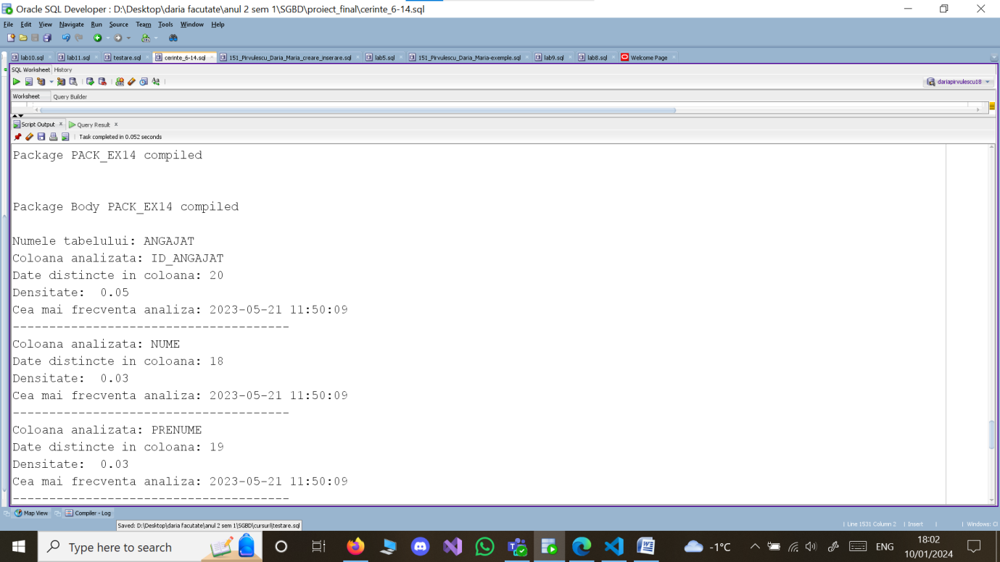 Oracle SQL Developer : D:\Desktop\daria facutate\anul 2 sem 1\SGBD\proiect_final\cerinte_6-14.sql
File Edit View Navigate Run Source Team Tools Window Help
lab10.sql lab11.sql testare.sql cerinte_6-14.sql 151_Pirvulescu_Daria_Maria_creare_inserare.sql lab5.sql 151_Pirvulescu_Daria_Maria-exemple.sql lab9.sql lab8.sql Welcome Page
SQL Worksheet History
dariapirvulescu18
Worksheet Query Builder
Script Output x Query Result x
Task completed in 0.052 seconds
Package PACK_EX14 compiled
Package Body PACK_EX14 compiled
Numele tabelului: ANGAJAT
Coloana analizata: ID_ANGAJAT
Date distincte in coloana: 20
Densitate:  0.05
Cea mai frecventa analiza: 2023-05-21 11:50:09
--------------------------------------
Coloana analizata: NUME
Date distincte in coloana: 18
Densitate:  0.03
Cea mai frecventa analiza: 2023-05-21 11:50:09
--------------------------------------
Coloana analizata: PRENUME
Date distincte in coloana: 19
Densitate:  0.03
Cea mai frecventa analiza: 2023-05-21 11:50:09
--------------------------------------
Map View Compiler - Log
Saved: D:\Desktop\daria facutate\anul 2 sem 1\SGBD\cursuri\testare.sql
Line 1531 Column 2 Insert Windows: C
Type here to search
-1°C ENG 18:02
10/01/2024